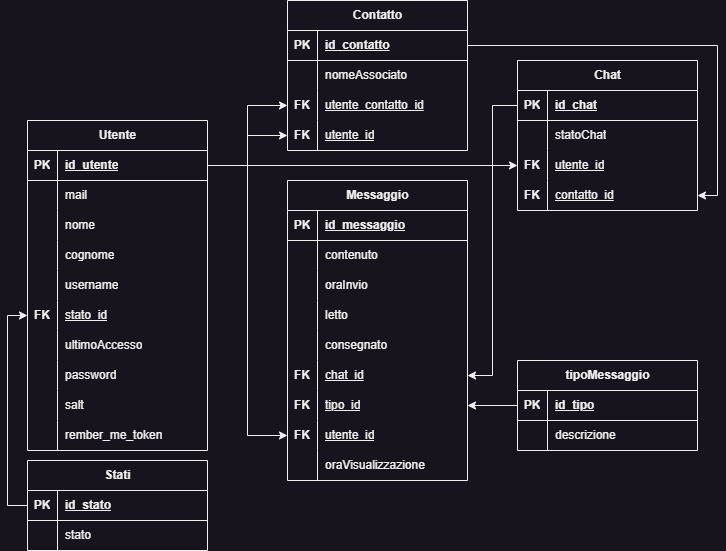 Contatto
PK id_contatto
nomeAssociato
FK utente_contatto_id
FK utente_id
Chat
PK id_chat
statoChat
FK utente_id
FK contatto_id
Utente
PK id_utente
mail
nome
cognome
username
FK stato_id
ultimoAccesso
password
salt
rember_me_token
Messaggio
PK id_messaggio
contenuto
oraInvio
letto
consegnato
FK chat_id
FK tipo_id
FK utente_id
oraVisualizzazione
tipoMessaggio
PK id_tipo
descrizione
Stati
PK id_stato
stato